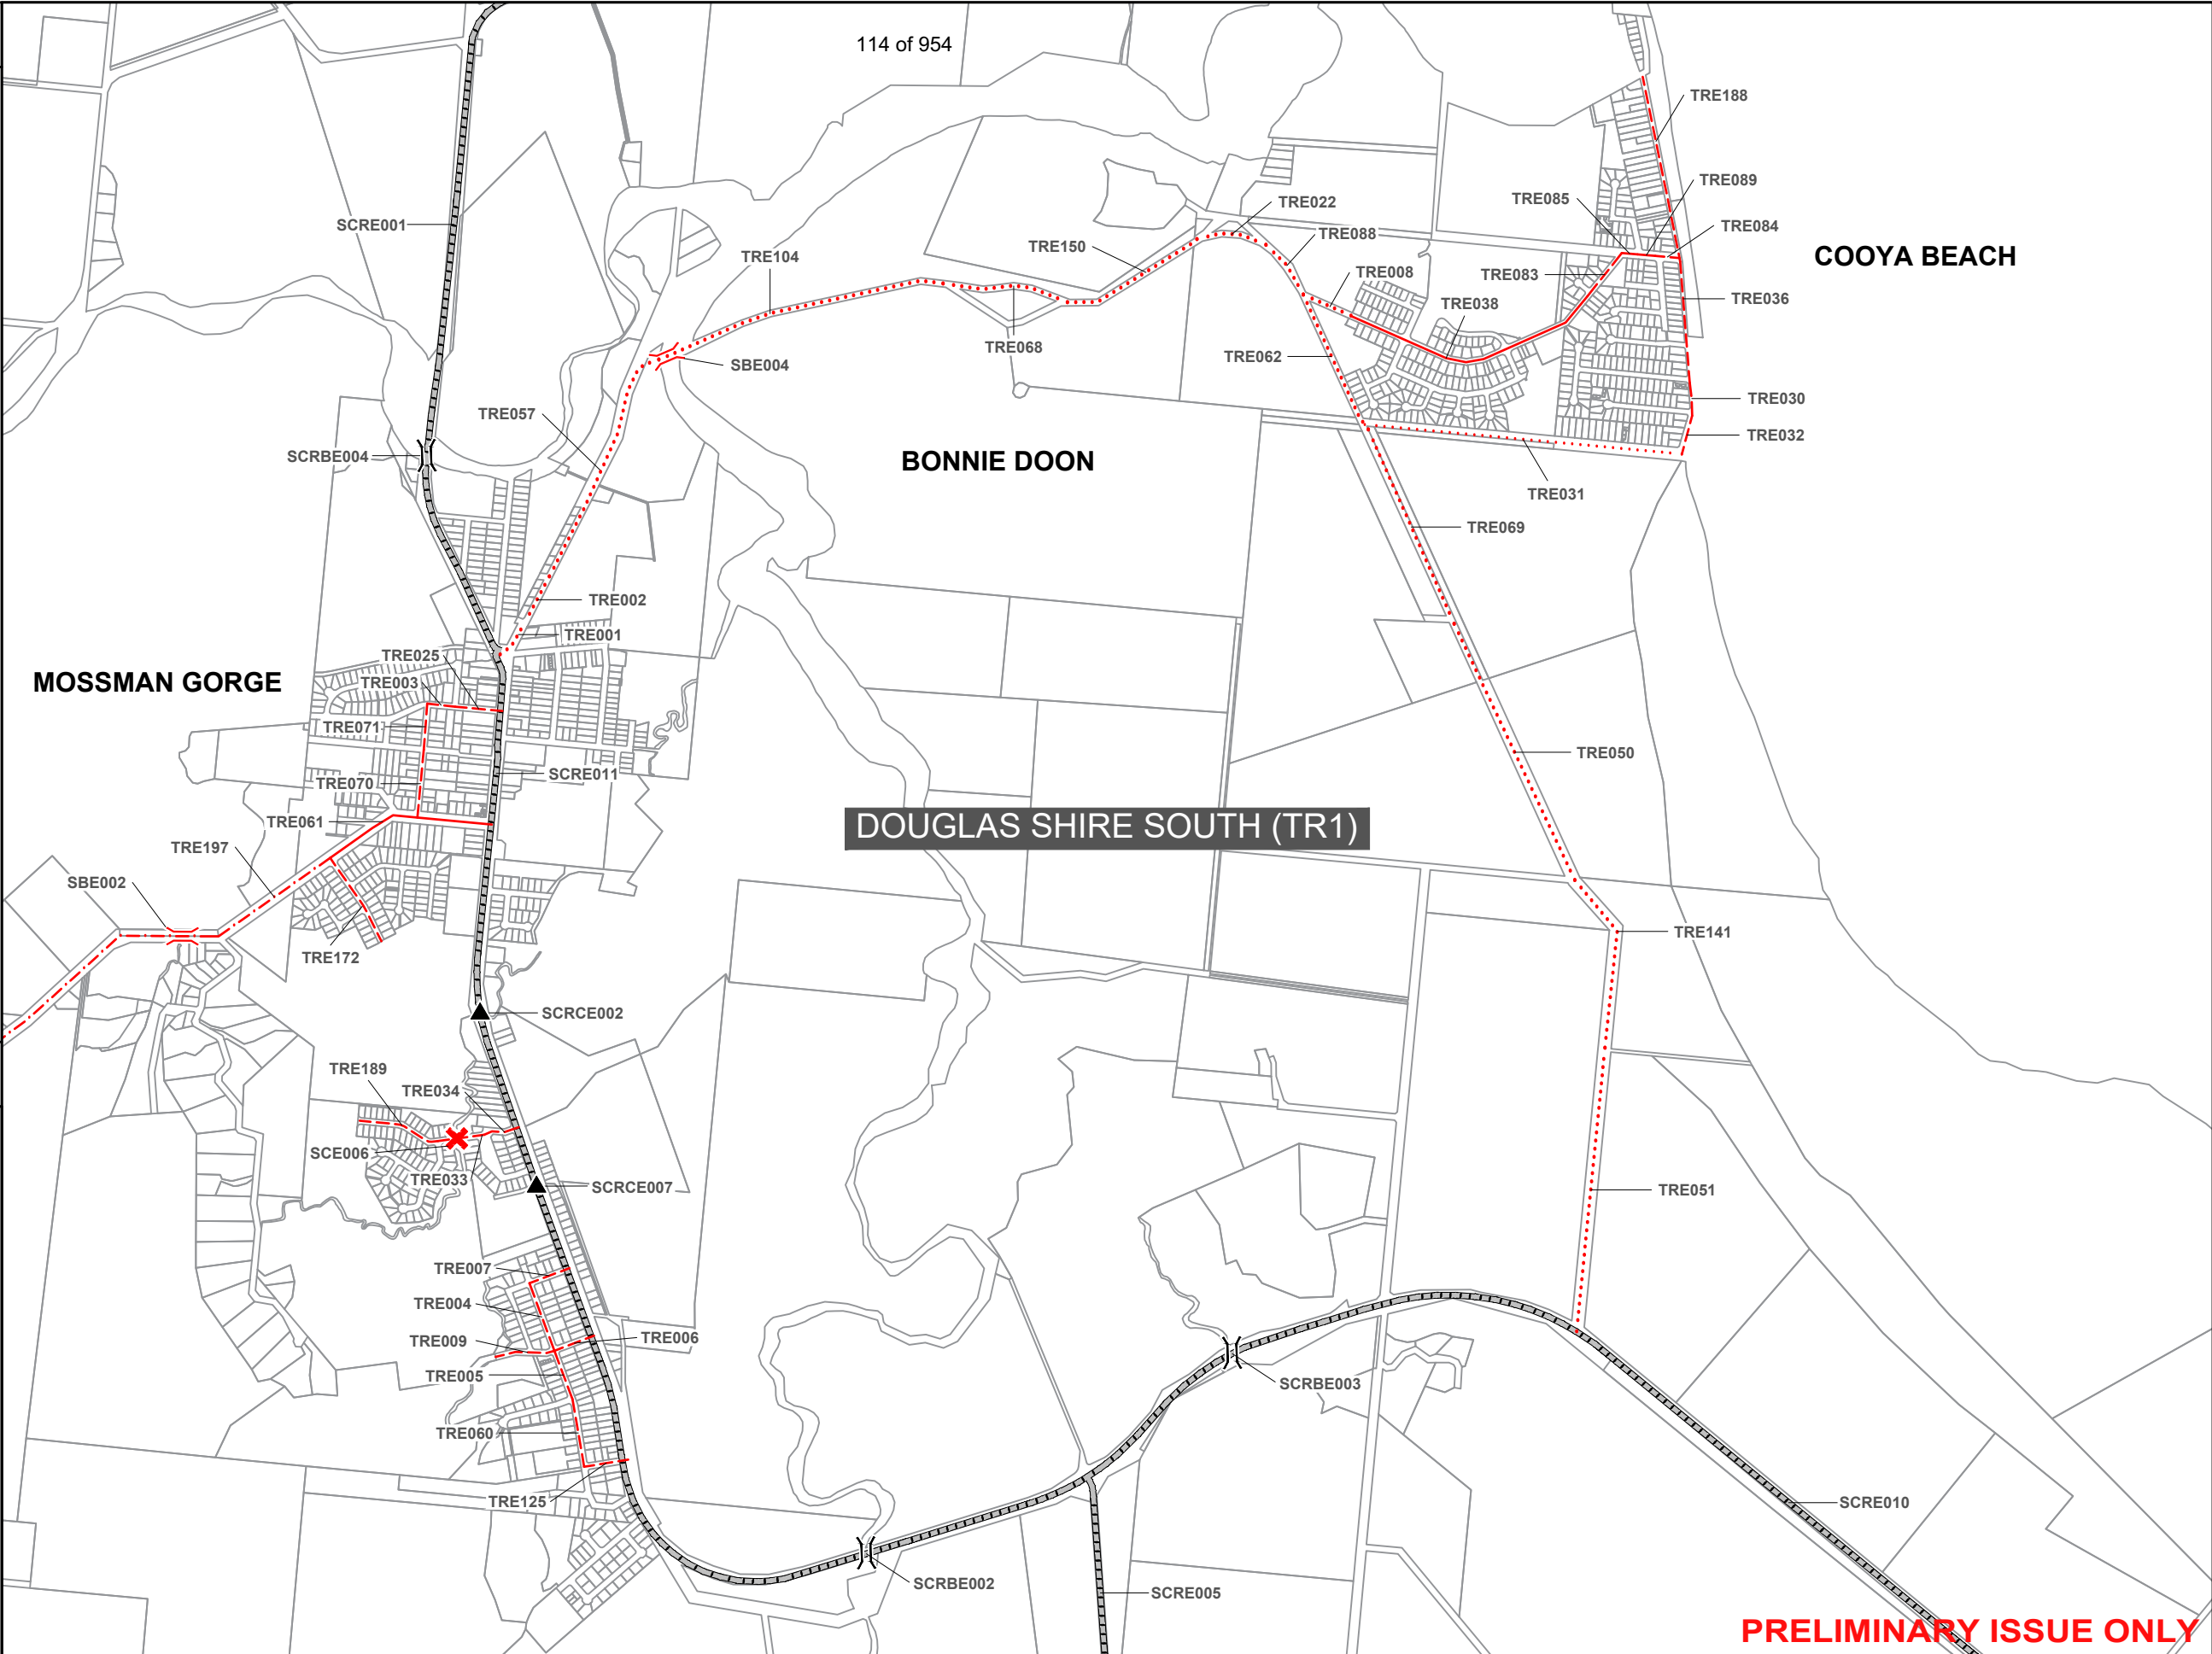 114 of 954
TRE188
TRE089
TRE085
TRE022
TRE084
SCRE001
TRE088
TRE150
COOYA BEACH
TRE104
TRE008
TRE083
TRE036
TRE038
TRE068
TRE062
SBE004
TRE030
TRE057
TRE032
SCRBE004
BONNIE DOON
TRE031
TRE069
TRE002
TRE001
TRE025
MOSSMAN GORGE
TRE003
TRE071
TRE050
SCRE011
TRE070
TRE061
DOUGLAS SHIRE SOUTH (TR1)
TRE197
SBE002
TRE141
TRE172
SCRCE002
TRE189
TRE034
SCE006
TRE033
SCRCE007
TRE051
TRE007
TRE004
TRE009
TRE006
TRE005
SCRBE003
TRE060
TRE125
SCRE010
SCRBE002
SCRE005
PRELIMINARY ISSUE ONLY